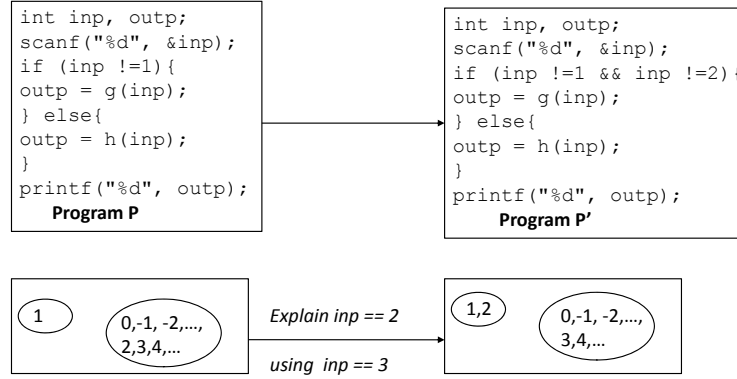 int inp, outp;
scanf("%d", &inp);
if (inp !=1){
outp = g(inp);
} else{
outp = h(inp);
}
printf("%d", outp);
Program P
int inp, outp;
scanf("%d", &inp);
if (inp !=1 && inp !=2){
outp = g(inp);
} else{
outp = h(inp);
}
printf("%d", outp);
Program P’
1
0,-1, -2,…,
2,3,4,…
Explain inp == 2
using inp == 3
1,2
0,-1, -2,…,
3,4,…